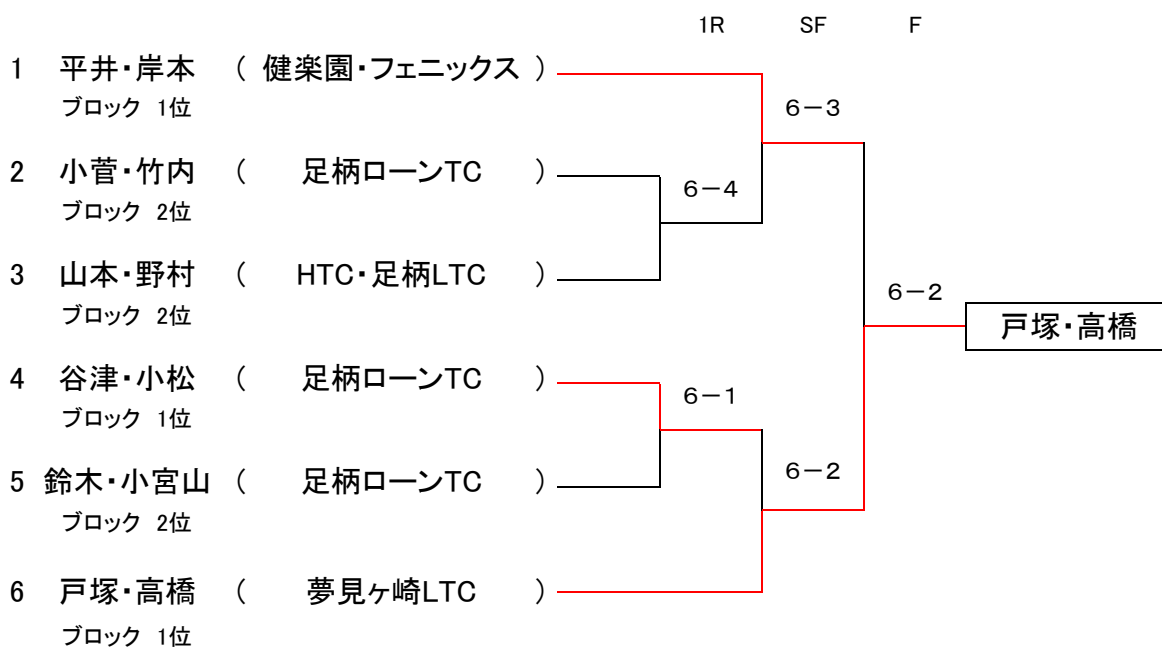 1R SF F
1 平井・岸本 ( 健楽園・フェニックス )
ブロック 1位
6－3
2 小菅・竹内 ( 足柄ローンTC )
6－4
ブロック 2位
3 山本・野村 ( HTC・足柄LTC )
6－2
ブロック 2位
戸塚・高橋
4 谷津・小松 ( 足柄ローンTC )
6－1
ブロック 1位
5 鈴木・小宮山 ( 足柄ローンTC )
6－2
ブロック 2位
6 戸塚・高橋 ( 夢見ヶ崎LTC )
ブロック 1位